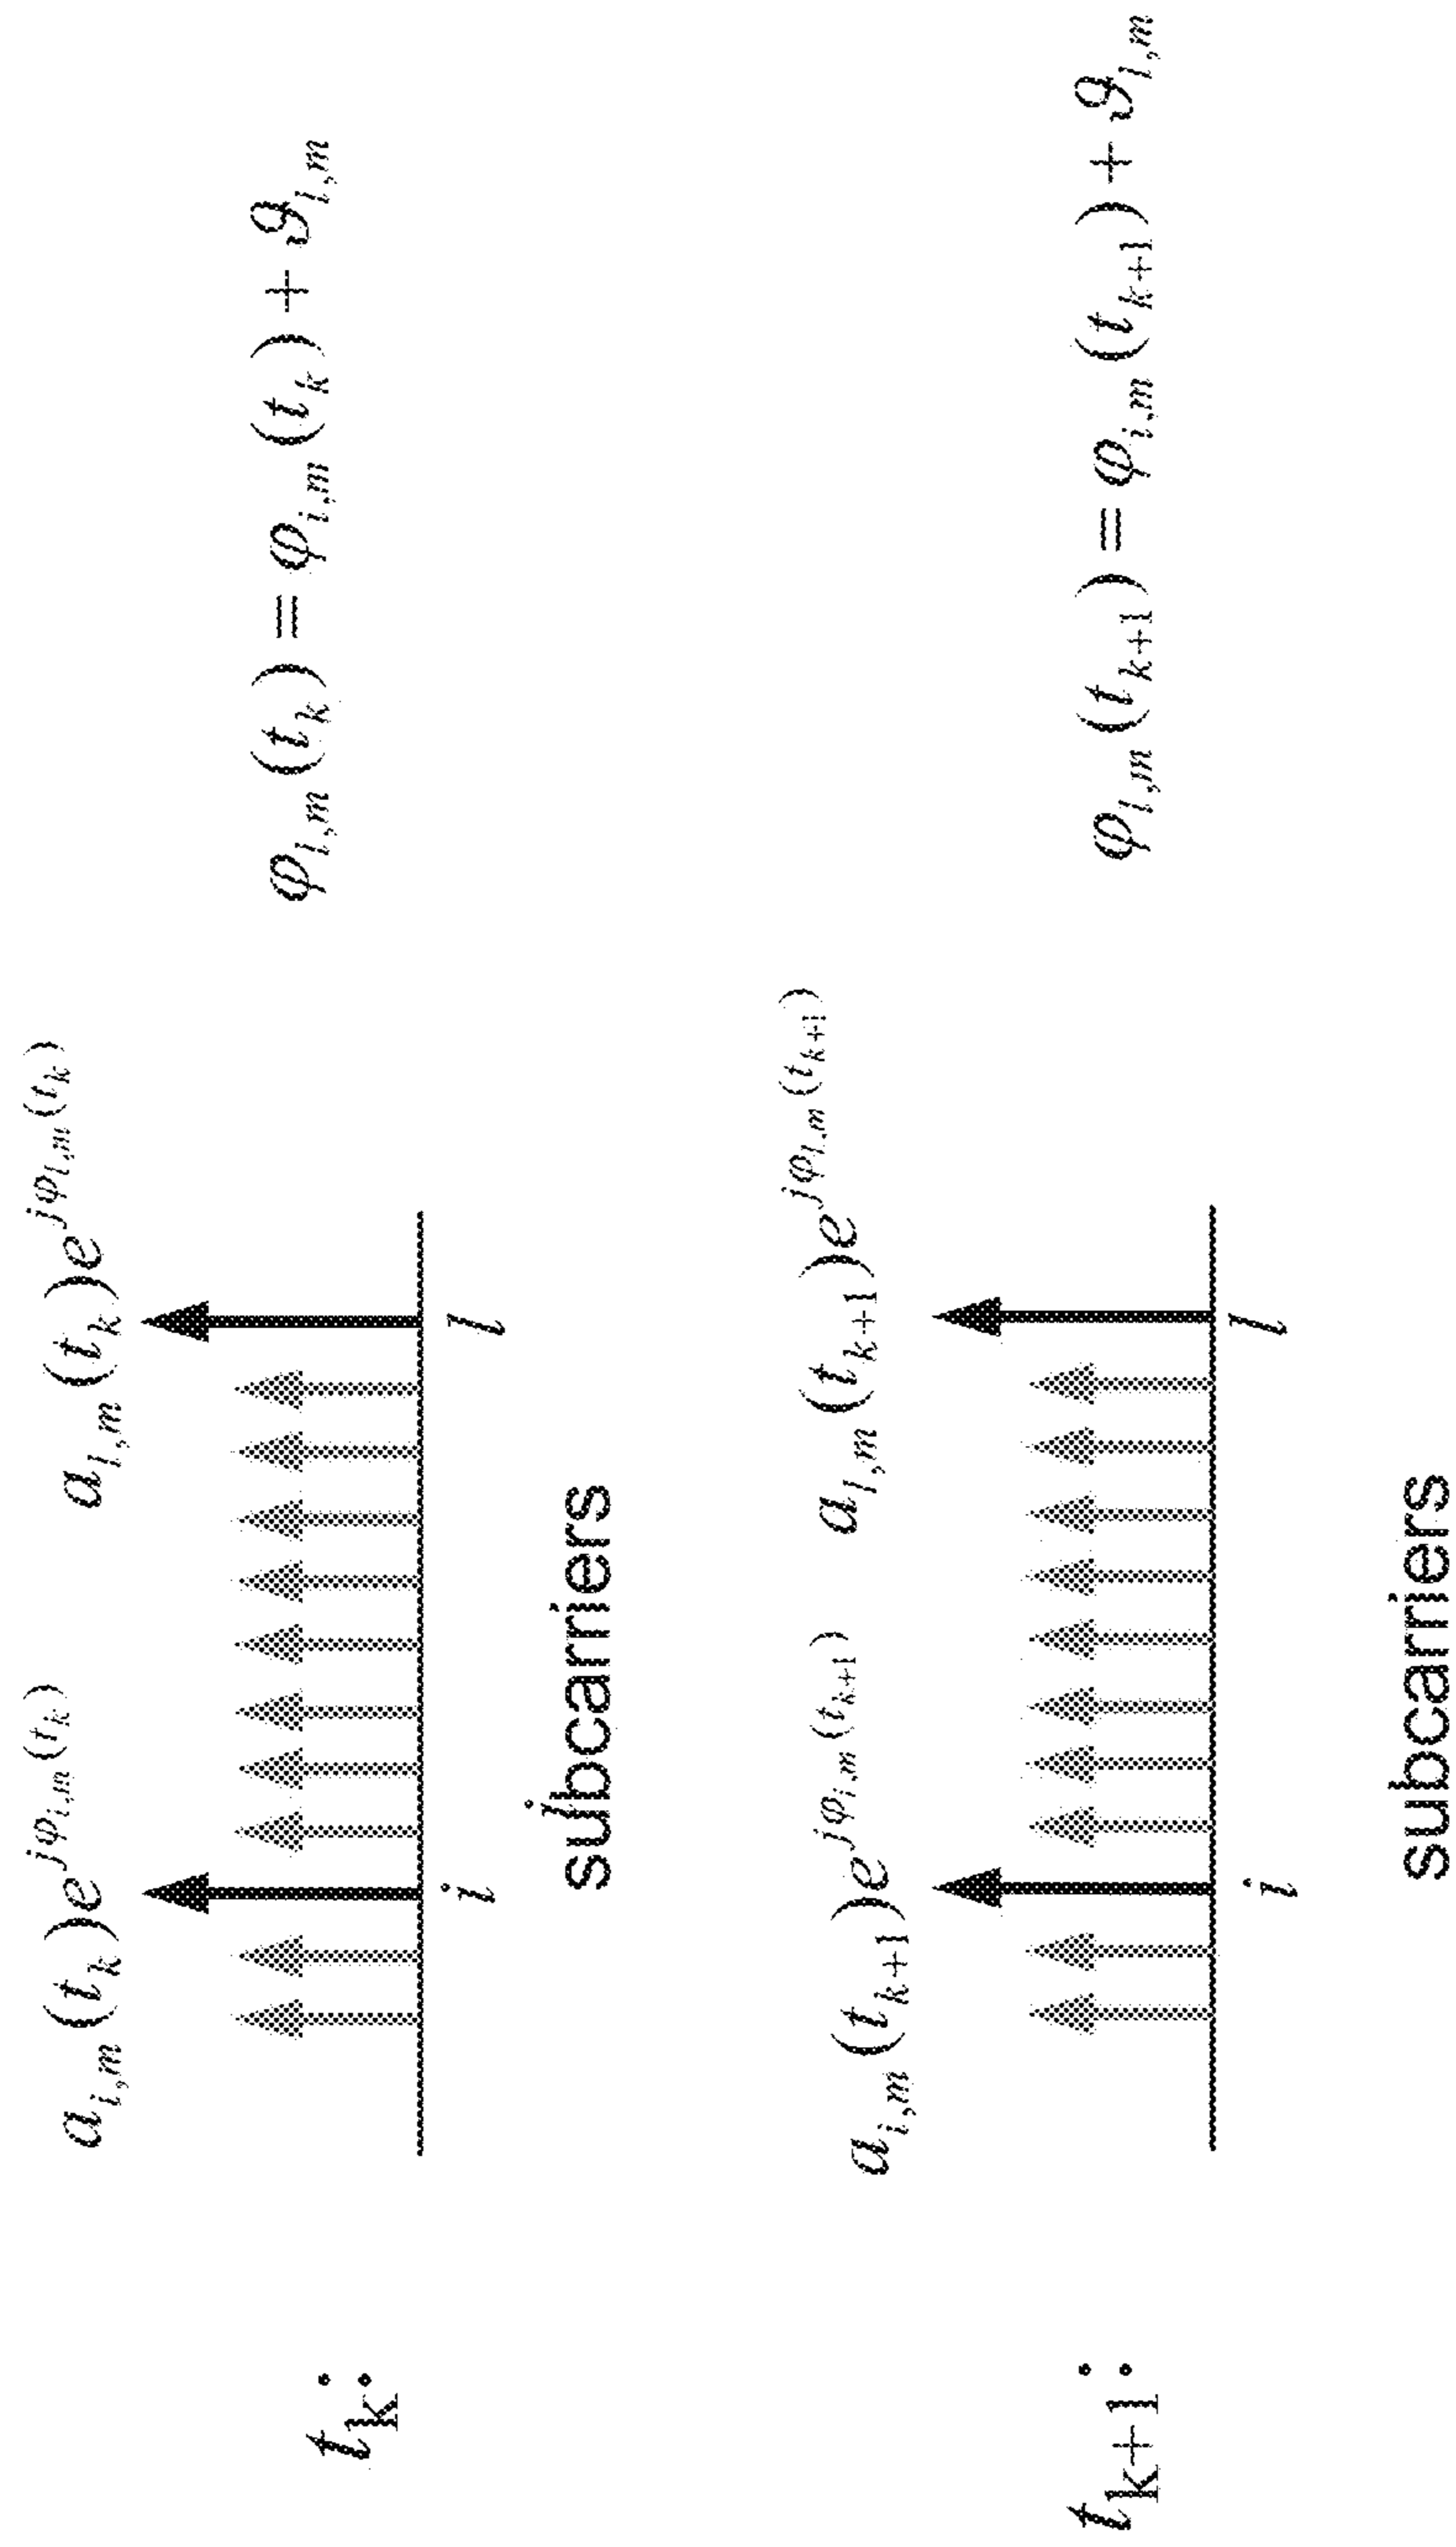 a_{i,m}(t_k)e^{jφ_{i,m}(t_k)} a_{l,m}(t_k)e^{jφ_{l,m}(t_k)}
t_k: φ_{l,m}(t_k) = φ_{i,m}(t_k) + ϑ_{l,m}
i l
subcarriers
a_{i,m}(t_{k+1})e^{jφ_{i,m}(t_{k+1})} a_{l,m}(t_{k+1})e^{jφ_{l,m}(t_{k+1})}
t_{k+1}: φ_{l,m}(t_{k+1}) = φ_{i,m}(t_{k+1}) + ϑ_{l,m}
i l
subcarriers